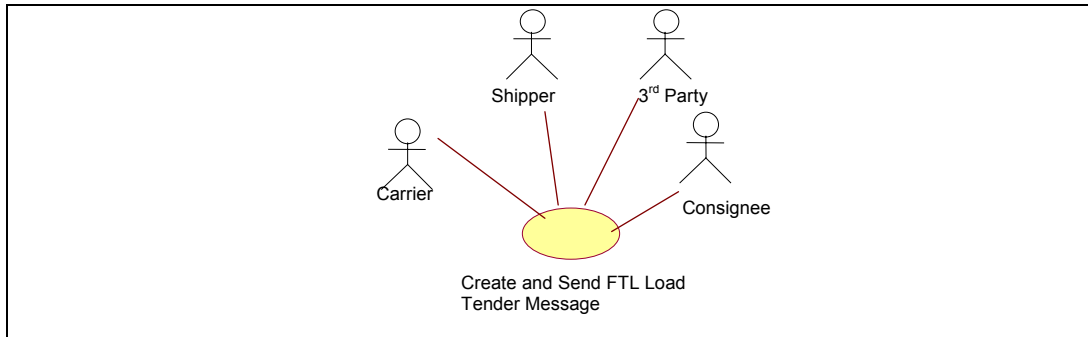 Shipper
3rd Party
Carrier
Consignee
Create and Send FTL Load
Tender Message